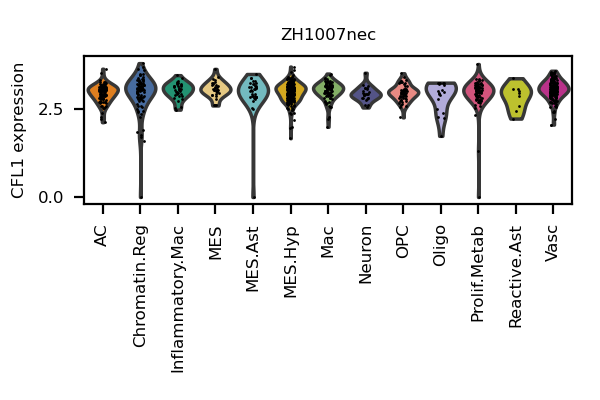 ZH1007nec
CFL1 expression
2.5
0.0
AC
Chromatin.Reg
Inflammatory.Mac
MES
MES.Ast
MES.Hyp
Mac
Neuron
OPC
Oligo
Prolif.Metab
Reactive.Ast
Vasc